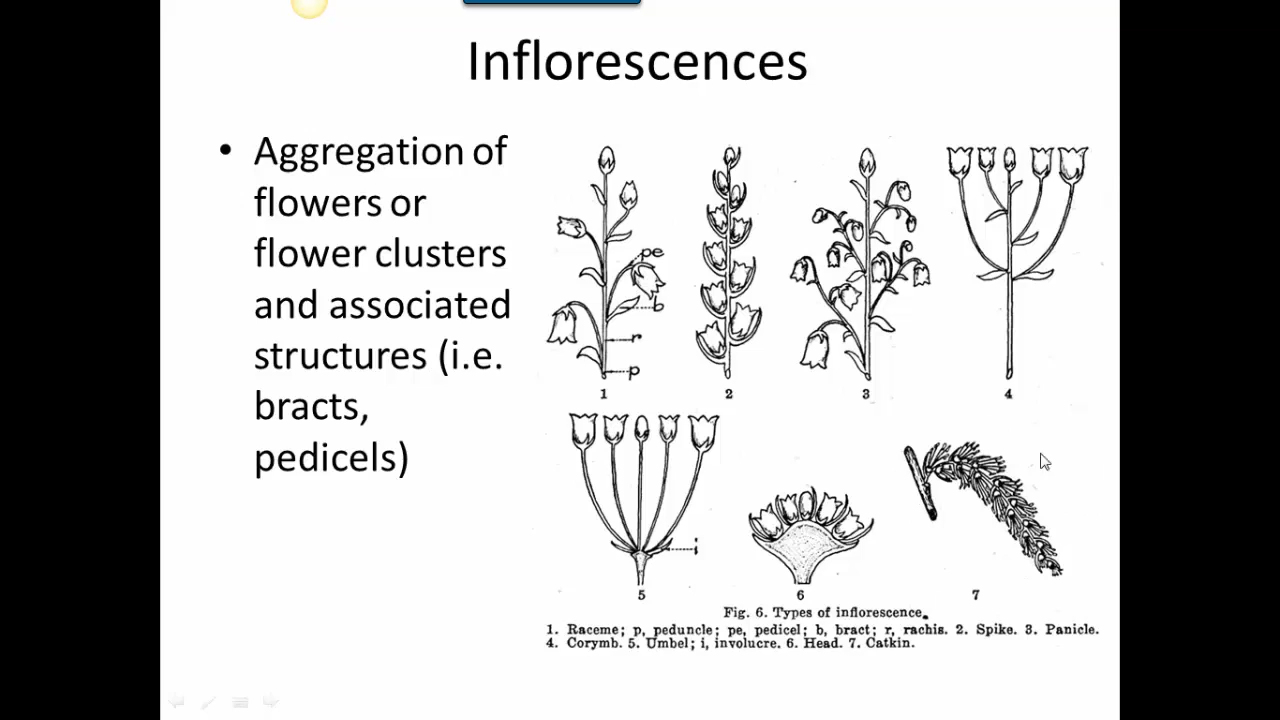 Inflorescences
• Aggregation of
flowers or
flower clusters
and associated
structures (i.e.
bracts,
pedicels)
pe
b
r
p
1
2
3
4
i
5
6
7
Fig. 6. Types of inflorescence.
1. Raceme; p, peduncle; pe, pedicel; b, bract; r, rachis. 2. Spike. 3. Panicle.
4. Corymb. 5. Umbel; i, involucre. 6. Head. 7. Catkin.